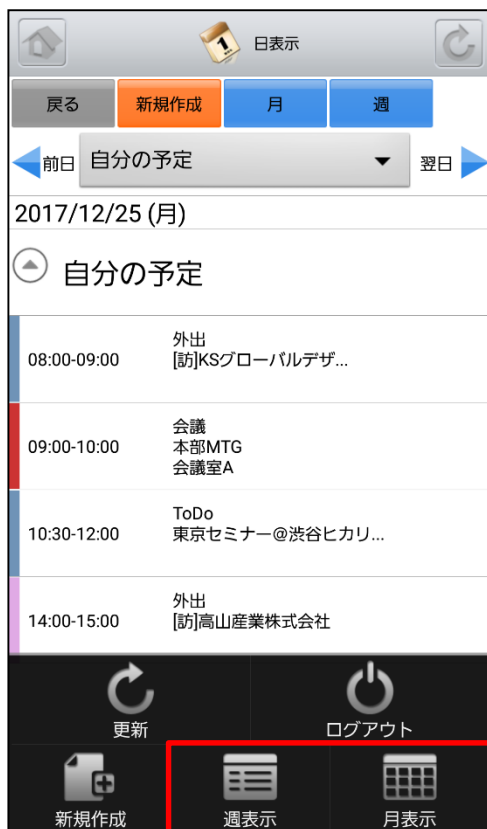 日表示
戻る 新規作成 月 週
前日 自分の予定 翌日
2017/12/25 (月)
自分の予定
08:00-09:00
外出
[訪]KSグローバルデザ...
09:00-10:00
会議
本部MTG
会議室A
10:30-12:00
ToDo
東京セミナー@渋谷ヒカリ...
14:00-15:00
外出
[訪]高山産業株式会社
更新 ログアウト
新規作成 週表示 月表示